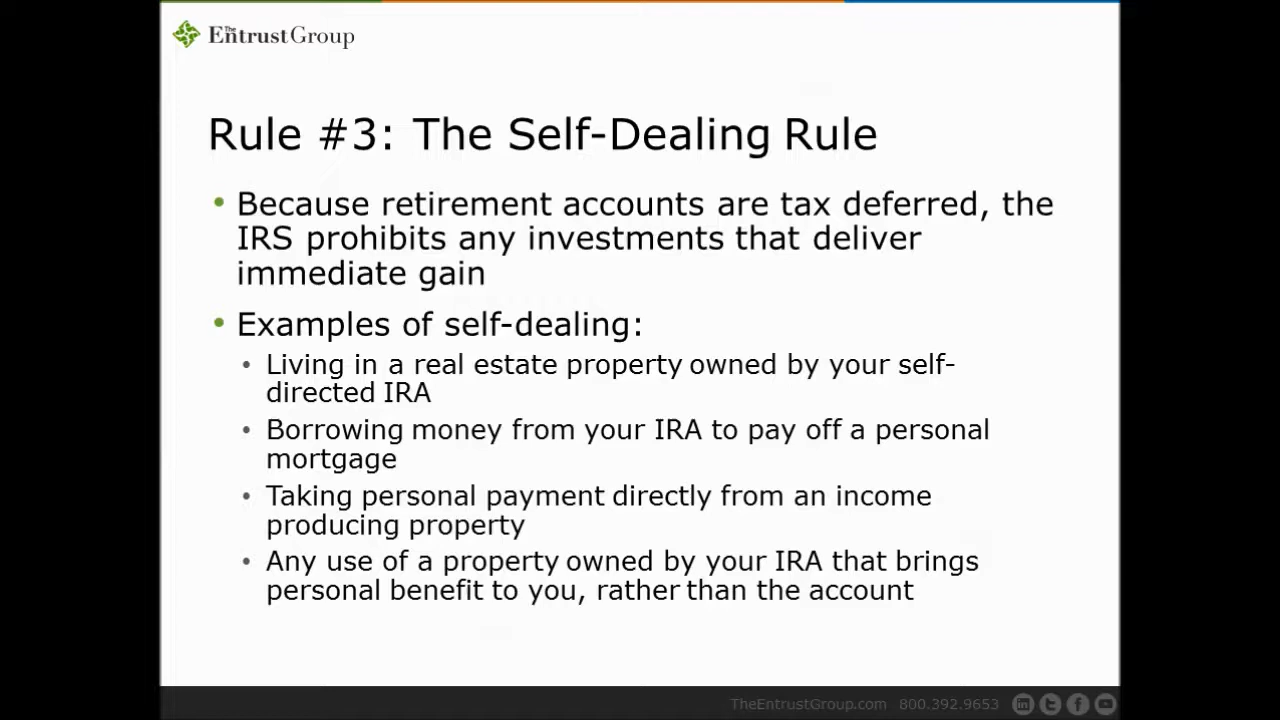 The EntrustGroup
Rule #3: The Self-Dealing Rule
• Because retirement accounts are tax deferred, the
IRS prohibits any investments that deliver
immediate gain
• Examples of self-dealing:
• Living in a real estate property owned by your self-
directed IRA
• Borrowing money from your IRA to pay off a personal
mortgage
• Taking personal payment directly from an income
producing property
• Any use of a property owned by your IRA that brings
personal benefit to you, rather than the account
TheEntrustGroup.com 800.392.9653